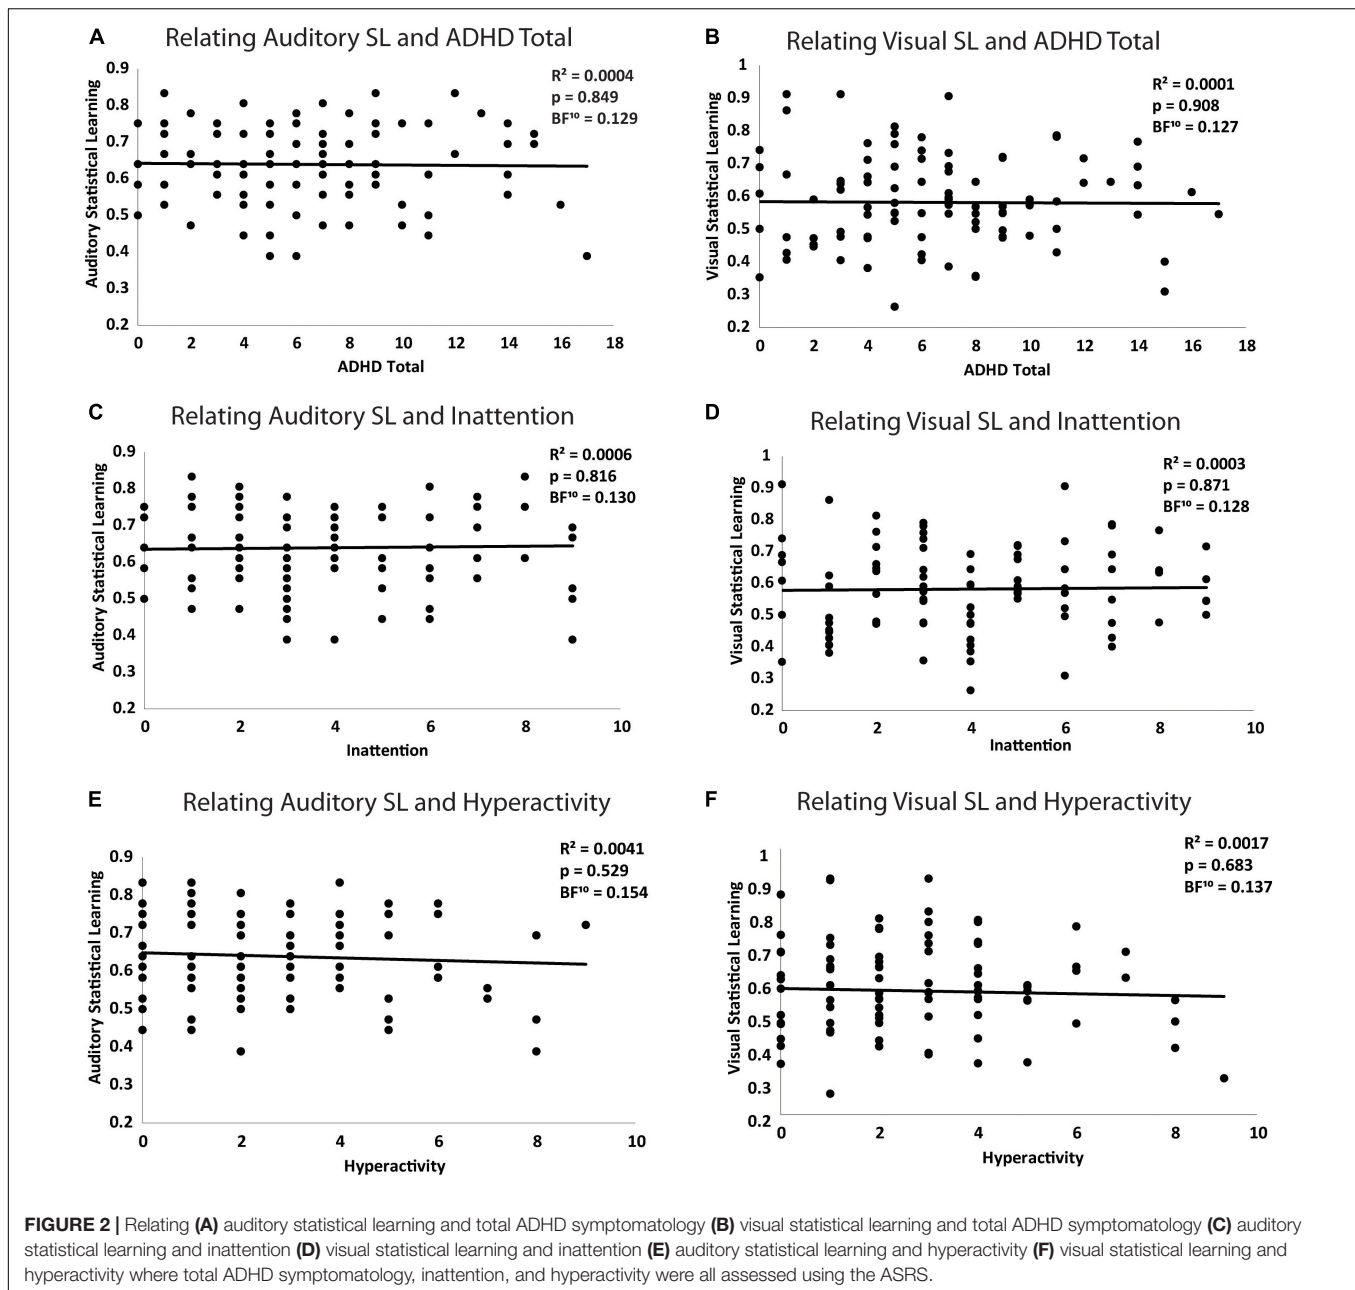 A Relating Auditory SL and ADHD Total
R² = 0.0004
p = 0.849
BF¹⁰ = 0.129
Auditory Statistical Learning
0.9
0.8
0.7
0.6
0.5
0.4
0.3
0.2
0 2 4 6 8 10 12 14 16 18
ADHD Total
B Relating Visual SL and ADHD Total
R² = 0.0001
p = 0.908
BF¹⁰ = 0.127
Visual Statistical Learning
1
0.9
0.8
0.7
0.6
0.5
0.4
0.3
0.2
0 2 4 6 8 10 12 14 16 18
ADHD Total
C Relating Auditory SL and Inattention
R² = 0.0006
p = 0.816
BF¹⁰ = 0.130
Auditory Statistical Learning
0.9
0.8
0.7
0.6
0.5
0.4
0.3
0.2
0 2 4 6 8 10
Inattention
D Relating Visual SL and Inattention
R² = 0.0003
p = 0.871
BF¹⁰ = 0.128
Visual Statistical Learning
1
0.9
0.8
0.7
0.6
0.5
0.4
0.3
0.2
0 2 4 6 8 10
Inattention
E Relating Auditory SL and Hyperactivity
R² = 0.0041
p = 0.529
BF¹⁰ = 0.154
Auditory Statistical Learning
0.9
0.8
0.7
0.6
0.5
0.4
0.3
0.2
0 2 4 6 8 10
Hyperactivity
F Relating Visual SL and Hyperactivity
R² = 0.0017
p = 0.683
BF¹⁰ = 0.137
Visual Statistical Learning
1
0.9
0.8
0.7
0.6
0.5
0.4
0.3
0.2
0 2 4 6 8 10
Hyperactivity
FIGURE 2 | Relating (A) auditory statistical learning and total ADHD symptomatology (B) visual statistical learning and total ADHD symptomatology (C) auditory
statistical learning and inattention (D) visual statistical learning and inattention (E) auditory statistical learning and hyperactivity (F) visual statistical learning and
hyperactivity where total ADHD symptomatology, inattention, and hyperactivity were all assessed using the ASRS.